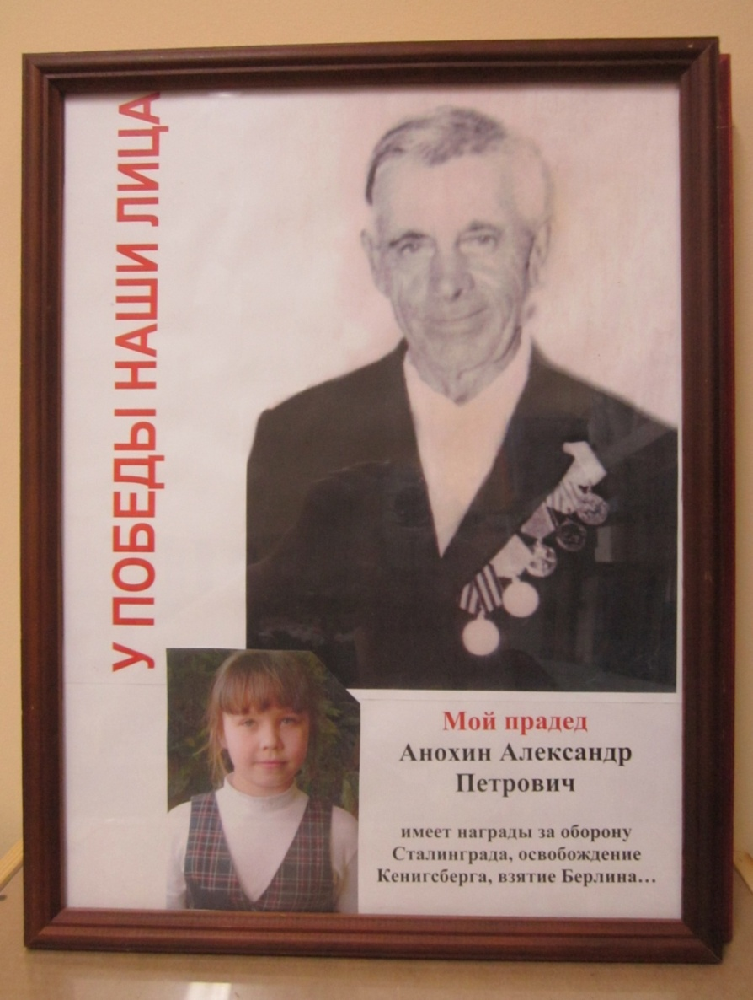 У ПОБЕДЫ НАШИ ЛИЦА
Мой прадед
Анохин Александр
Петрович
имеет награды за оборону
Сталинграда, освобождение
Кенигсберга, взятие Берлина…